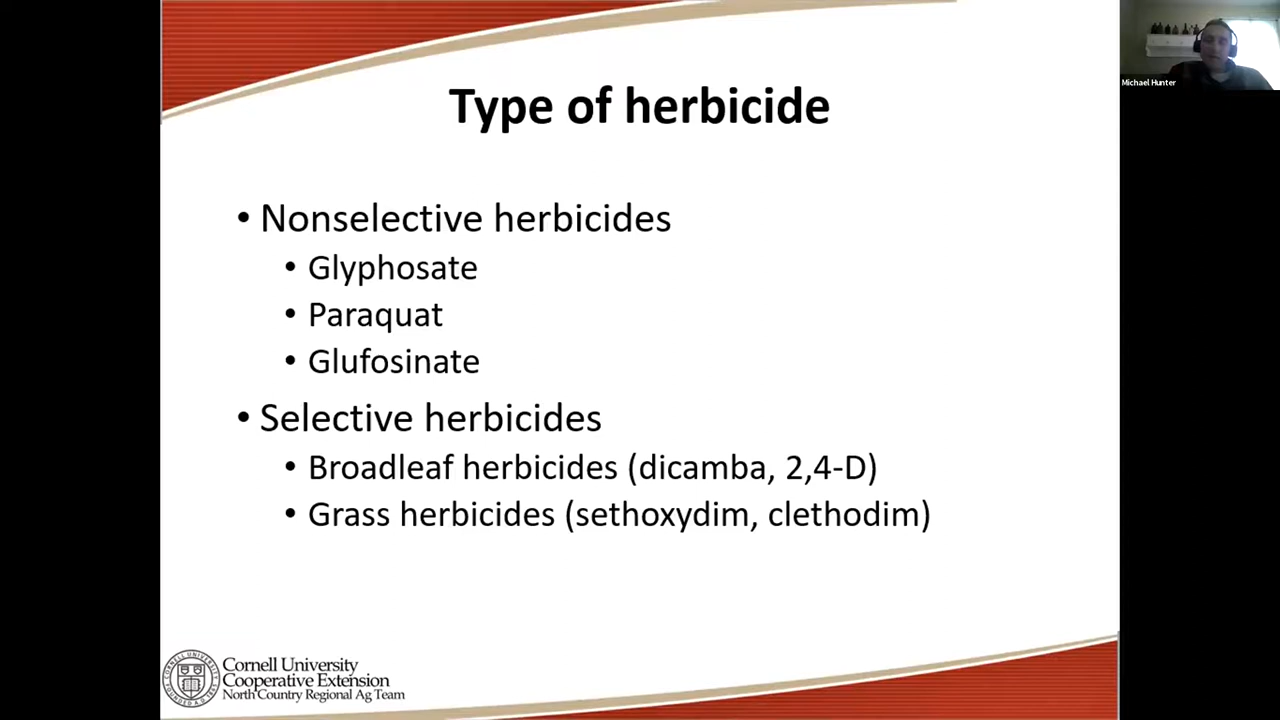 Michael Hunter
Type of herbicide
• Nonselective herbicides
• Glyphosate
• Paraquat
• Glufosinate
• Selective herbicides
• Broadleaf herbicides (dicamba, 2,4-D)
• Grass herbicides (sethoxydim, clethodim)
Cornell University
Cooperative Extension
North Country Regional Ag Team